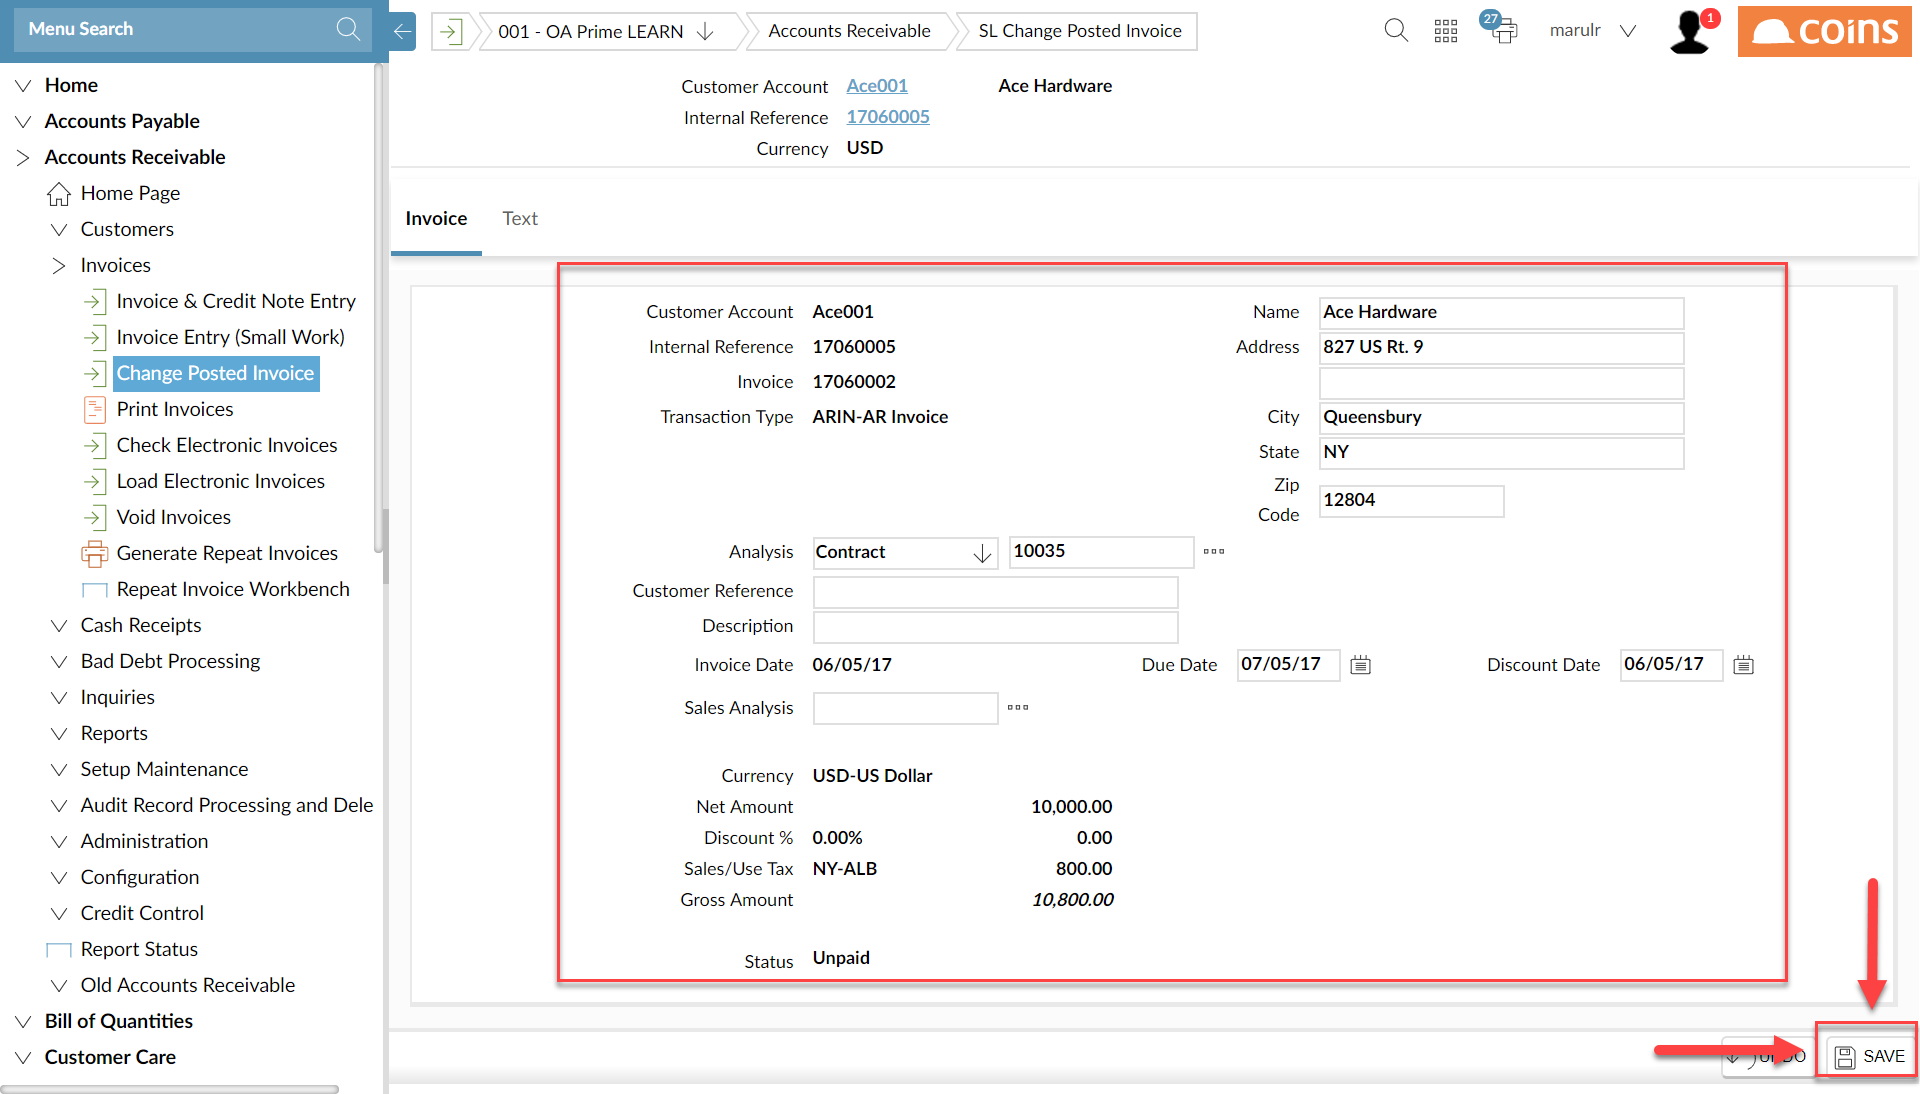 Menu Search
001 - OA Prime LEARN
Accounts Receivable
SL Change Posted Invoice
27
marulr
1
coins
Home
Accounts Payable
Accounts Receivable
Home Page
Customers
Invoices
Invoice & Credit Note Entry
Invoice Entry (Small Work)
Change Posted Invoice
Print Invoices
Check Electronic Invoices
Load Electronic Invoices
Void Invoices
Generate Repeat Invoices
Repeat Invoice Workbench
Cash Receipts
Bad Debt Processing
Inquiries
Reports
Setup Maintenance
Audit Record Processing and Dele
Administration
Configuration
Credit Control
Report Status
Old Accounts Receivable
Bill of Quantities
Customer Care
Customer Account Ace001 Ace Hardware
Internal Reference 17060005
Currency USD
Invoice Text
Customer Account Ace001
Internal Reference 17060005
Invoice 17060002
Transaction Type ARIN-AR Invoice
Name Ace Hardware
Address 827 US Rt. 9
City Queensbury
State NY
Zip
Code 12804
Analysis Contract 10035
Customer Reference
Description
Invoice Date 06/05/17 Due Date 07/05/17 Discount Date 06/05/17
Sales Analysis
Currency USD-US Dollar
Net Amount 10,000.00
Discount % 0.00% 0.00
Sales/Use Tax NY-ALB 800.00
Gross Amount 10,800.00
Status Unpaid
UNDO SAVE